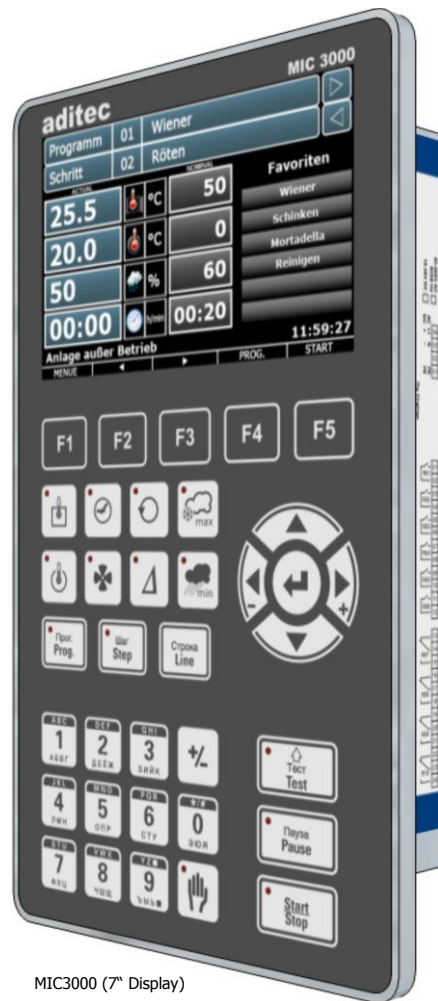 MIC 3000
aditec
Programm 01 Wiener
Schritt 02 Röten
ACTUAL NOMINAL Favoriten
25.5 °C 50 Wiener
20.0 °C 0 Schinken
50 % 60 Mortadella
00:00 h/min 00:20 Reinigen
11:59:27
Anlage außer Betrieb
MENUE PROG. START
F1 F2 F3 F4 F5
max
min
Прог. Шаг Строка
Prog. Step Line
- +
ABC DEF GHI
1 2 3 +/-
АБВГ ДЕЁЖ ЗИЙК
JKL MNO PQR
4 5 6 0
ЛМН ОПР СТУ ЭЮЯ
STU VWX YZ
7 8 9
ФХЦ ЧШЩ ЪЫЬ
Тест
Test
Пауза
Pause
Start
Stop
MIC3000 (7“ Display)